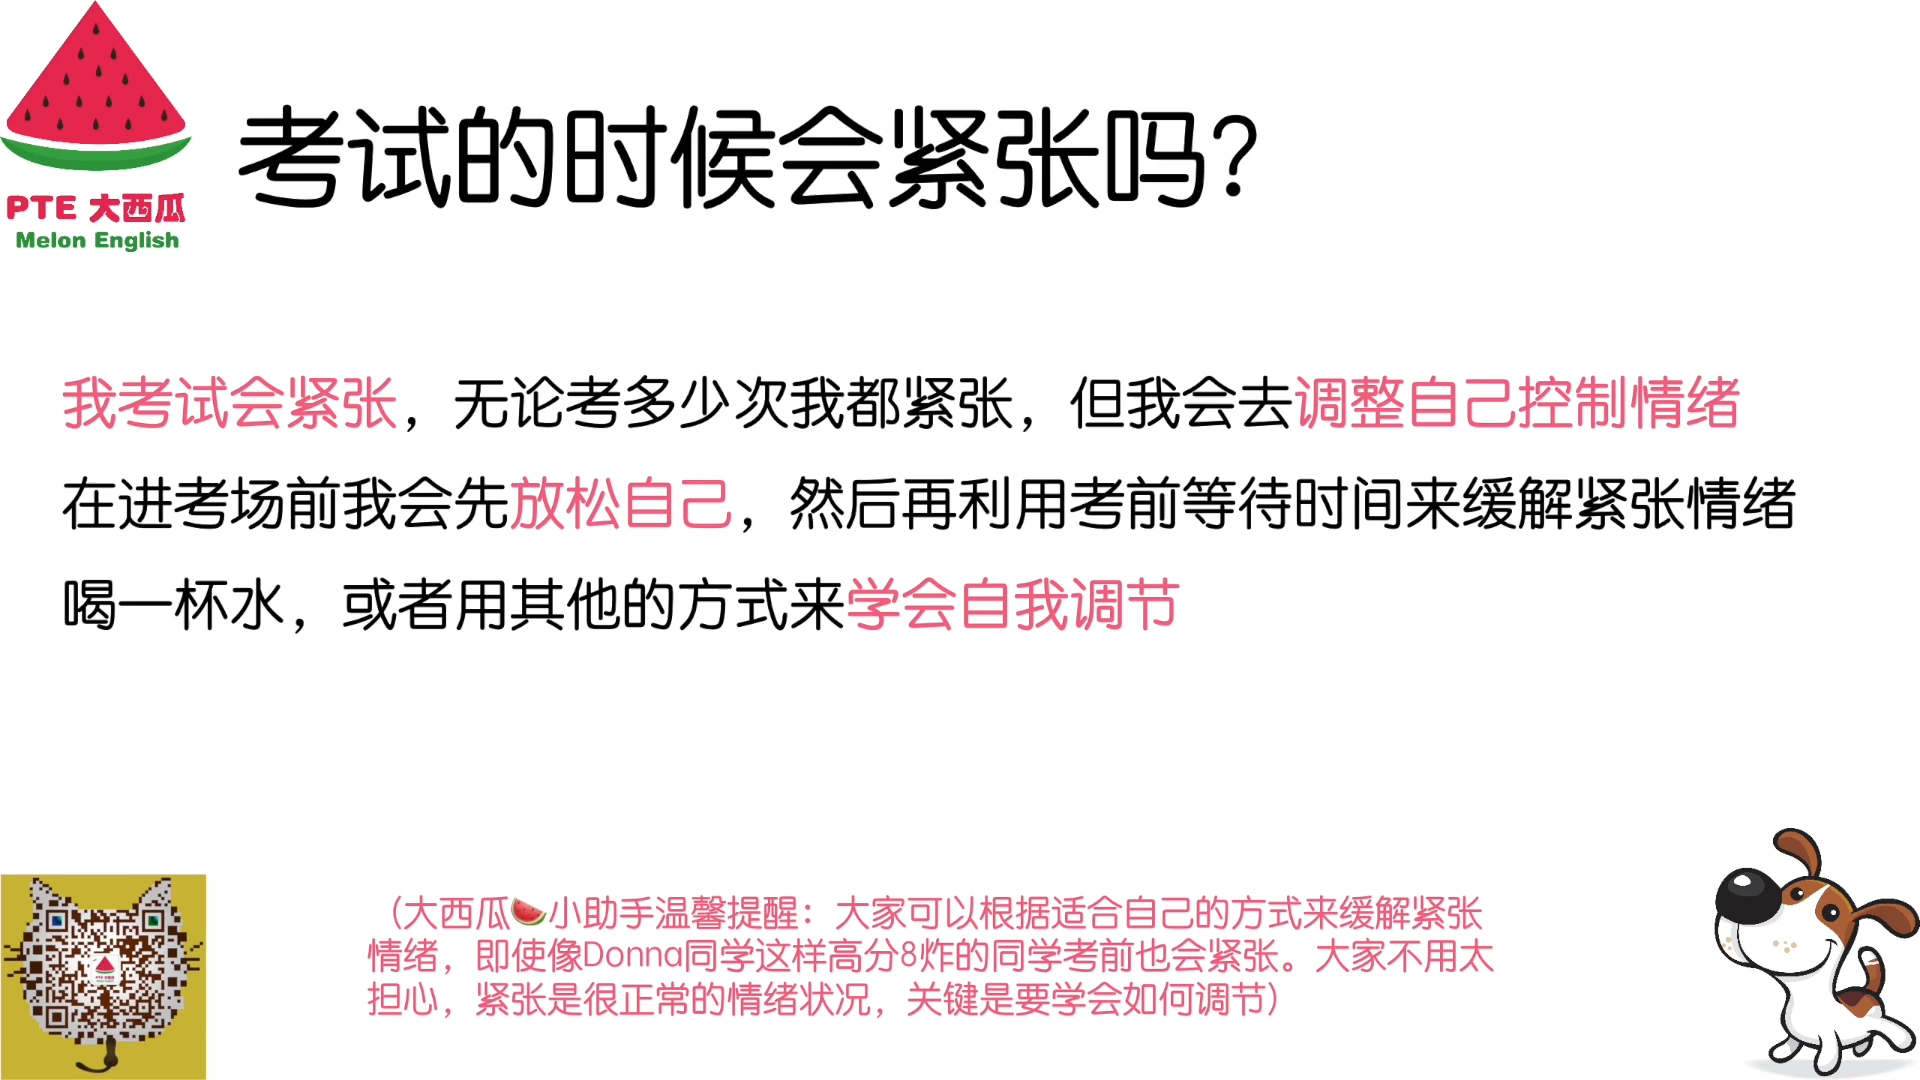 PTE 大西瓜
Melon English
考试的时候会紧张吗?
我考试会紧张，无论考多少次我都紧张，但我会去调整自己控制情绪
在进考场前我会先放松自己，然后再利用考前等待时间来缓解紧张情绪
喝一杯水，或者用其他的方式来学会自我调节
（大西瓜🍉小助手温馨提醒：大家可以根据适合自己的方式来缓解紧张
情绪，即使像Donna同学这样高分8炸的同学考前也会紧张。大家不用太
担心，紧张是很正常的情绪状况，关键是要学会如何调节）